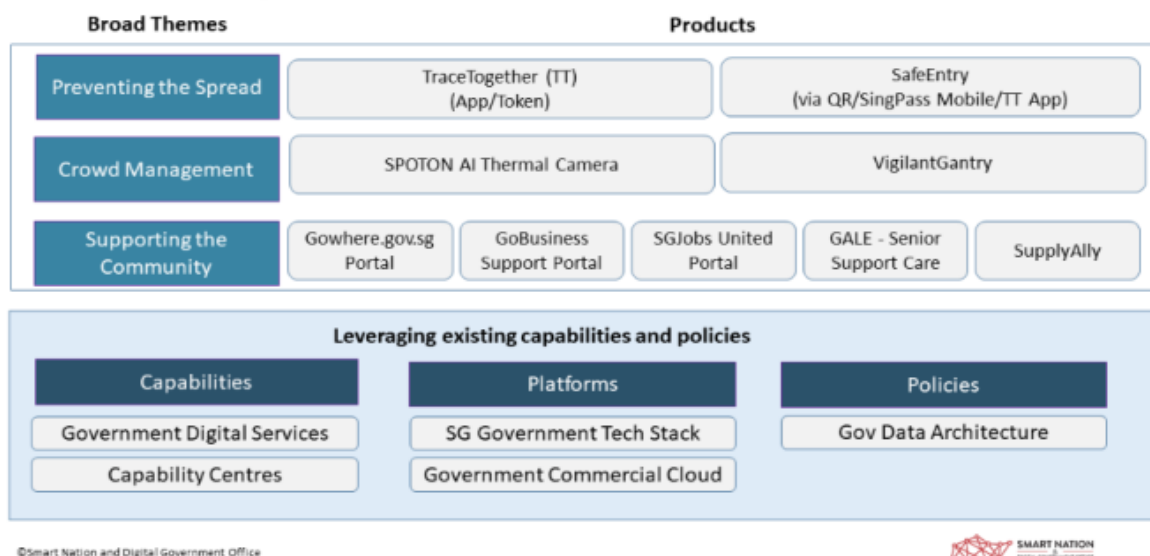 Broad Themes
Products
Preventing the Spread
TraceTogether (TT)
(App/Token)
SafeEntry
(via QR/SingPass Mobile/TT App)
Crowd Management
SPOTON AI Thermal Camera
VigilantGantry
Supporting the
Community
Gowhere.gov.sg
Portal
GoBusiness
Support Portal
SGJobs United
Portal
GALE - Senior
Support Care
SupplyAlly
Leveraging existing capabilities and policies
Capabilities
Platforms
Policies
Government Digital Services
SG Government Tech Stack
Gov Data Architecture
Capability Centres
Government Commercial Cloud
©Smart Nation and Digital Government Office
SMART NATION